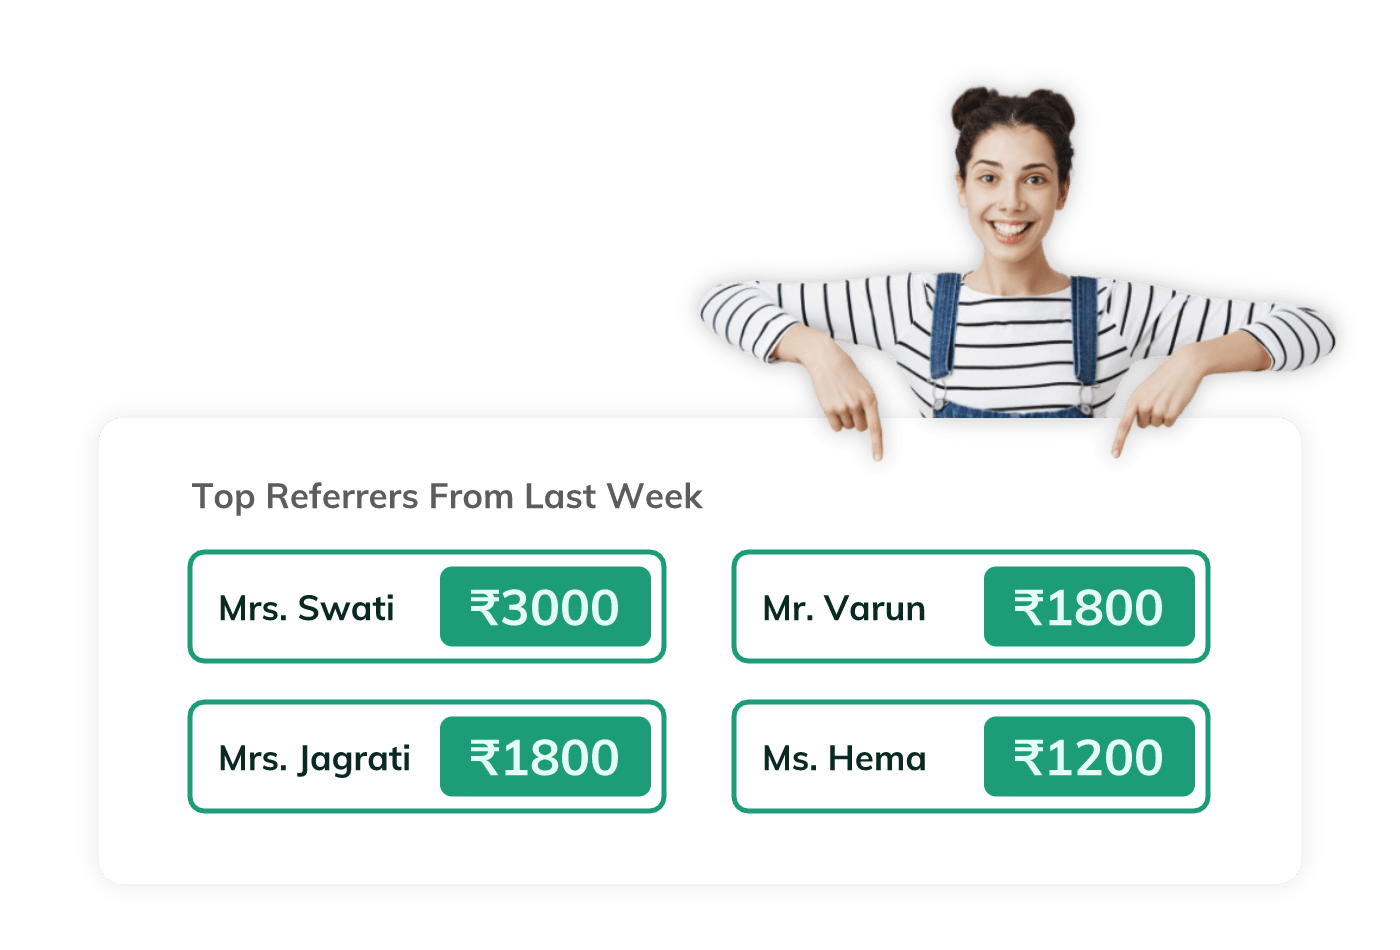 Top Referrers From Last Week
Mrs. Swati ₹3000
Mr. Varun ₹1800
Mrs. Jagrati ₹1800
Ms. Hema ₹1200